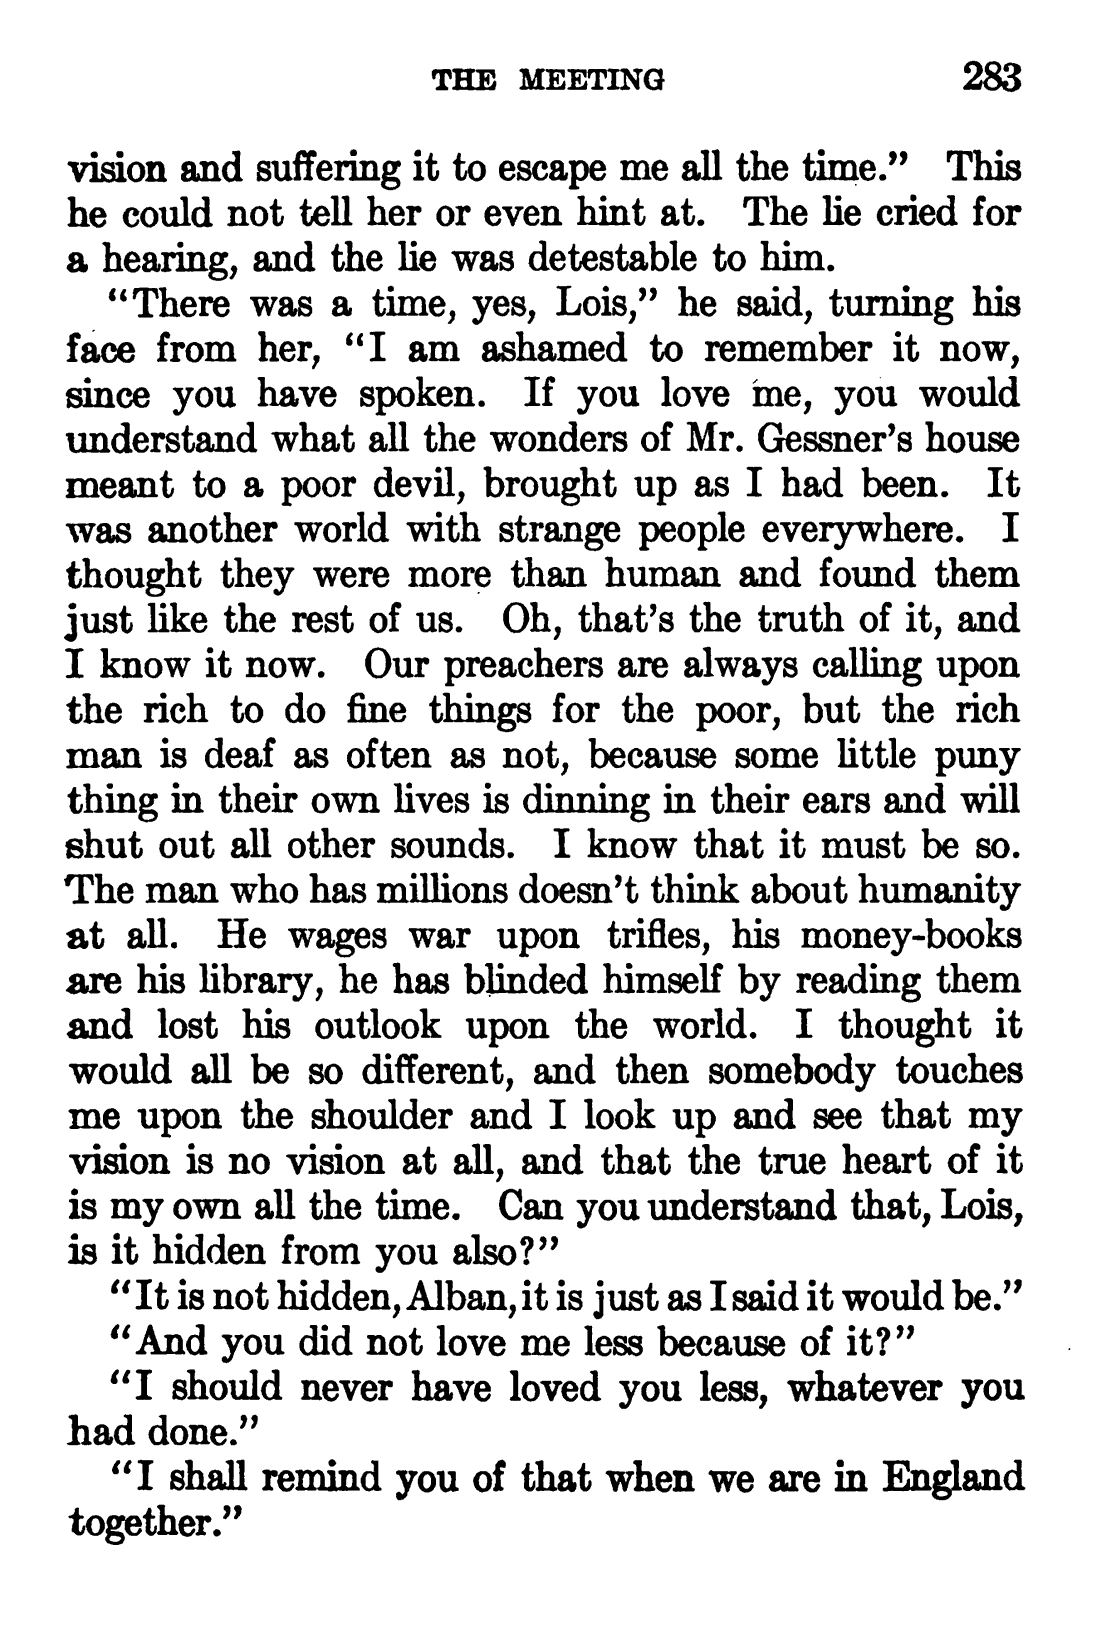 THE MEETING 283
vision and suffering it to escape me all the time.” This
he could not tell her or even hint at. The lie cried for
a hearing, and the lie was detestable to him.
“There was a time, yes, Lois,” he said, turning his
face from her, “I am ashamed to remember it now,
since you have spoken. If you love me, you would
understand what all the wonders of Mr. Gessner’s house
meant to a poor devil, brought up as I had been. It
was another world with strange people everywhere. I
thought they were more than human and found them
just like the rest of us. Oh, that’s the truth of it, and
I know it now. Our preachers are always calling upon
the rich to do fine things for the poor, but the rich
man is deaf as often as not, because some little puny
thing in their own lives is dinning in their ears and will
shut out all other sounds. I know that it must be so.
The man who has millions doesn’t think about humanity
at all. He wages war upon trifles, his money-books
are his library, he has blinded himself by reading them
and lost his outlook upon the world. I thought it
would all be so different, and then somebody touches
me upon the shoulder and I look up and see that my
vision is no vision at all, and that the true heart of it
is my own all the time. Can you understand that, Lois,
is it hidden from you also?”
“It is not hidden, Alban, it is just as I said it would be.”
“And you did not love me less because of it?”
“I should never have loved you less, whatever you
had done.”
“I shall remind you of that when we are in England
together.”